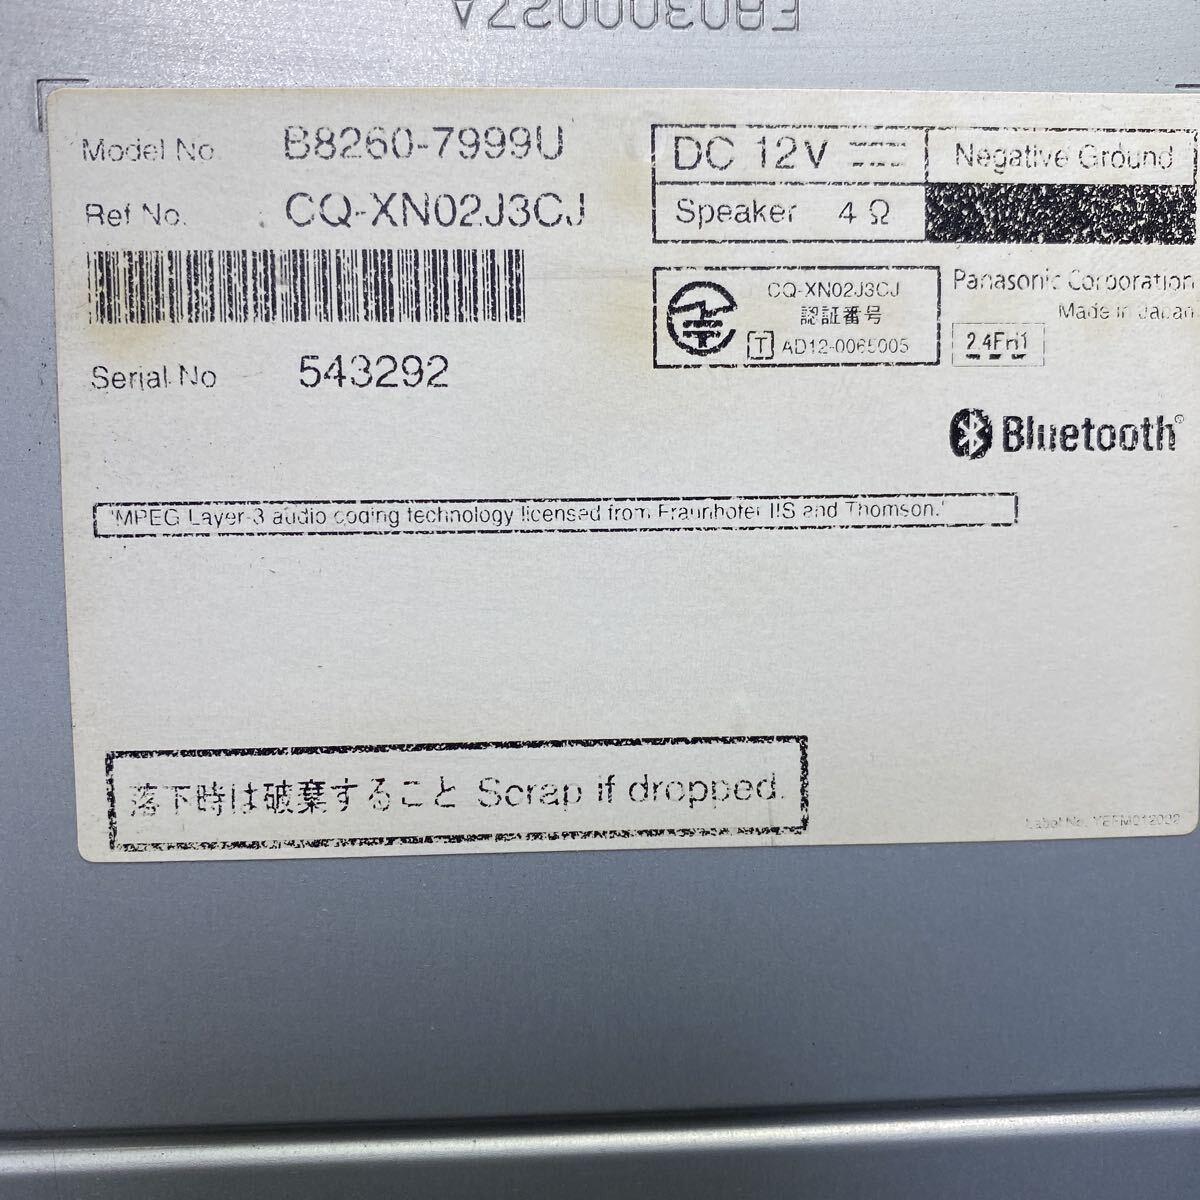 Model No. B8260-7999U
Ref No. CQ-XN02J3CJ
Serial No 543292
DC 12V Negative Ground
Speaker 4 Ω
CQ-XN02J3CJ
認証番号
T AD12-0065005
Panasonic Corporation
Made in Japan
2.4FH1
Bluetooth®
"MPEG Layer-3 audio coding technology licensed from Fraunhofer IIS and Thomson."
落下時は破棄すること Scrap if dropped.
Label No.